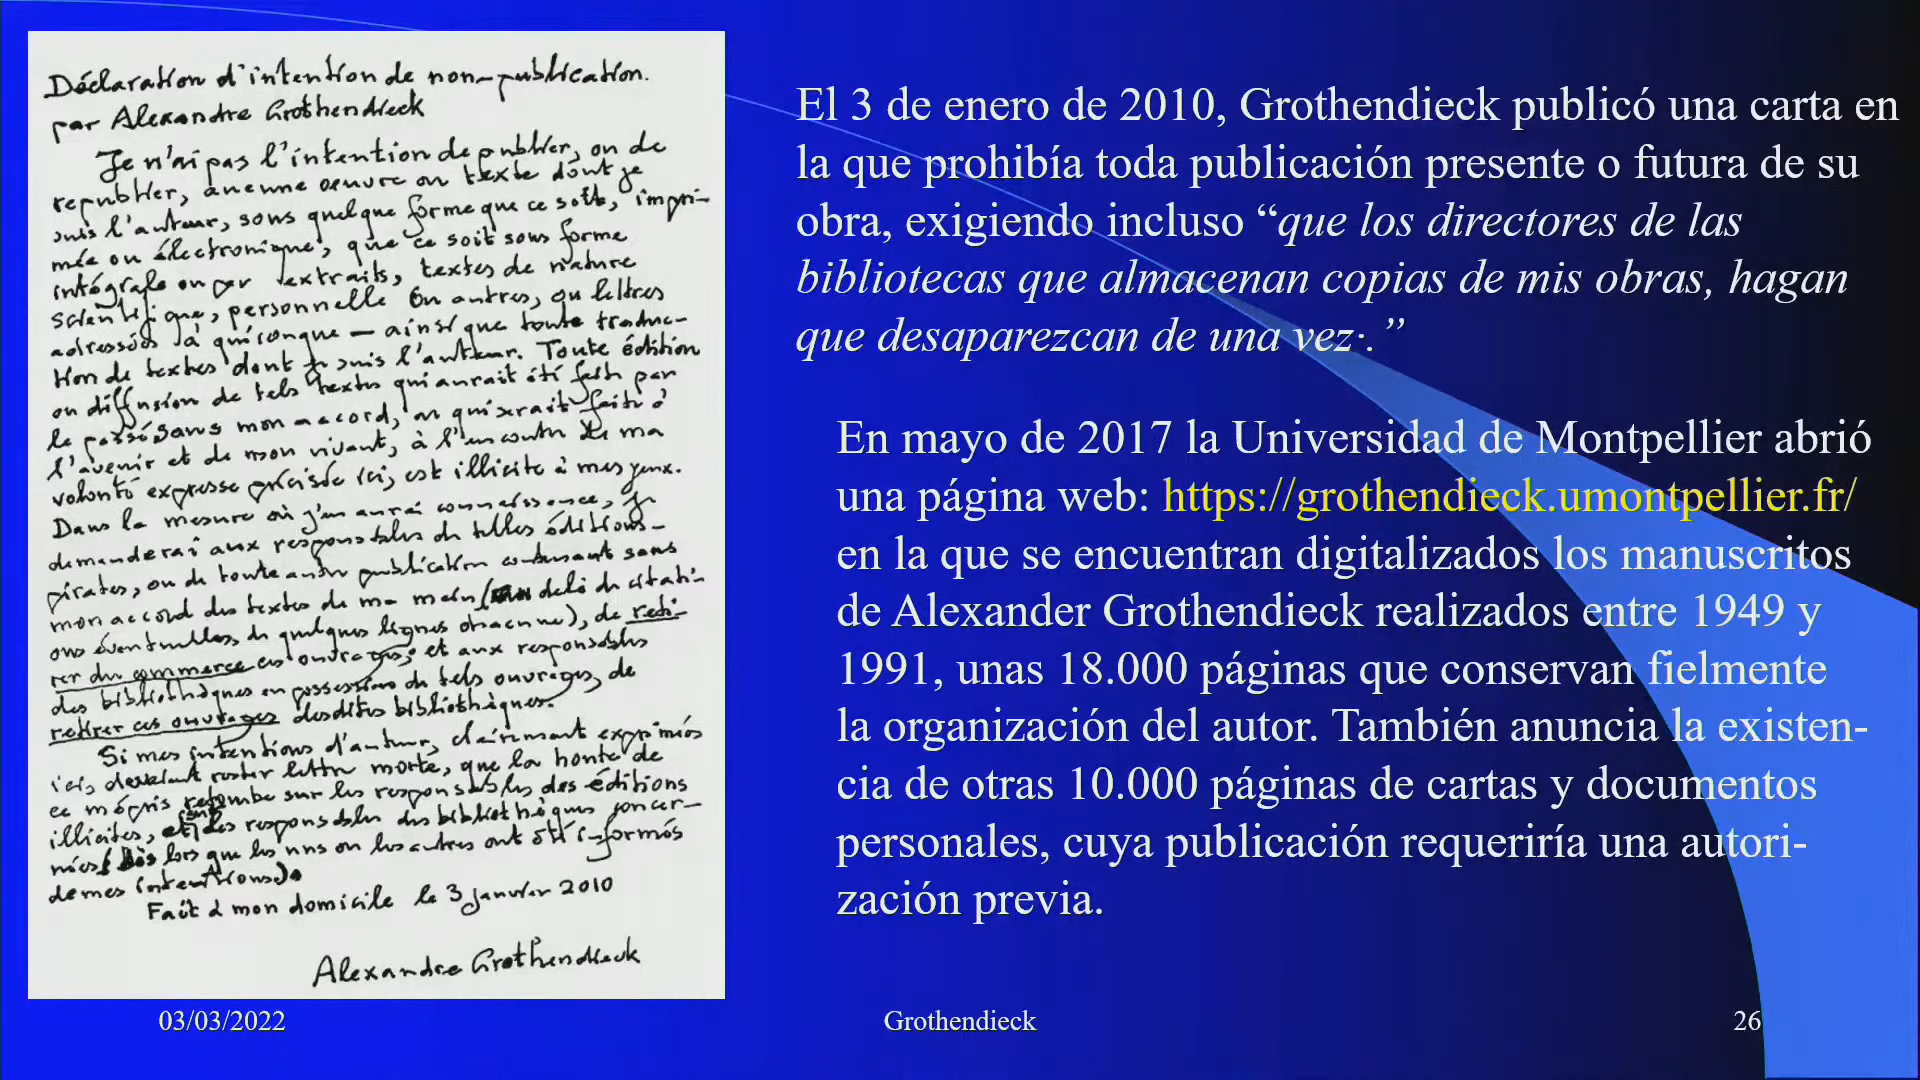 Déclaration d'intention de non-publication.
par Alexandre Grothendieck
Je n'ai pas l'intention de publier, ou de
republier, aucune oeuvre ou texte dont je
suis l'auteur, sous quelque forme que ce soit, impri-
mée ou électronique, que ce soit sous forme
intégrale ou par extraits, textes de nature
scientifique, personnelle ou autres, ou lettres
adressées à quiconque — ainsi que toute traduc-
tion de textes dont je suis l'auteur. Toute édition
ou diffusion de tels textes qui aurait été faite par
le passé sans mon accord, ou qui serait faite à
l'avenir et de mon vivant, à l'encontre de ma
volonté expresse précisée ici, est illicite à mes yeux.
Dans la mesure où j'en aurai connaissance, je
demanderai aux responsables de telles éditions-
pirates, ou de toute autre publication contenant sans
mon accord des textes de ma main (au delà de citati-
ons éventuelles de quelques lignes chacune), de reti-
rer du commerce ces ouvrages; et aux responsables
des bibliothèques en possession de tels ouvrages, de
retirer ces ouvrages desdites bibliothèques.
Si mes intentions d'auteur, clairement exprimées
ici, devaient rester lettre morte, que la honte de
ce mépris retombe sur les responsables des éditions
illicites, et sur les responsables des bibliothèques concer-
nées (dès lors que les uns ou les autres ont été informés
de mes intentions).
Fait à mon domicile le 3 janvier 2010
Alexandre Grothendieck
El 3 de enero de 2010, Grothendieck publicó una carta en
la que prohibía toda publicación presente o futura de su
obra, exigiendo incluso “que los directores de las
bibliotecas que almacenan copias de mis obras, hagan
que desaparezcan de una vez·.”
En mayo de 2017 la Universidad de Montpellier abrió
una página web: https://grothendieck.umontpellier.fr/
en la que se encuentran digitalizados los manuscritos
de Alexander Grothendieck realizados entre 1949 y
1991, unas 18.000 páginas que conservan fielmente
la organización del autor. También anuncia la existen-
cia de otras 10.000 páginas de cartas y documentos
personales, cuya publicación requeriría una autori-
zación previa.
03/03/2022
Grothendieck
26